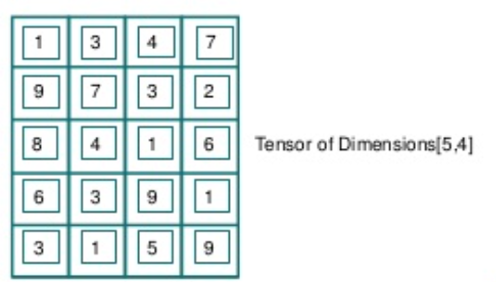 1 3 4 7
9 7 3 2
8 4 1 6
Tensor of Dimensions[5,4]
6 3 9 1
3 1 5 9